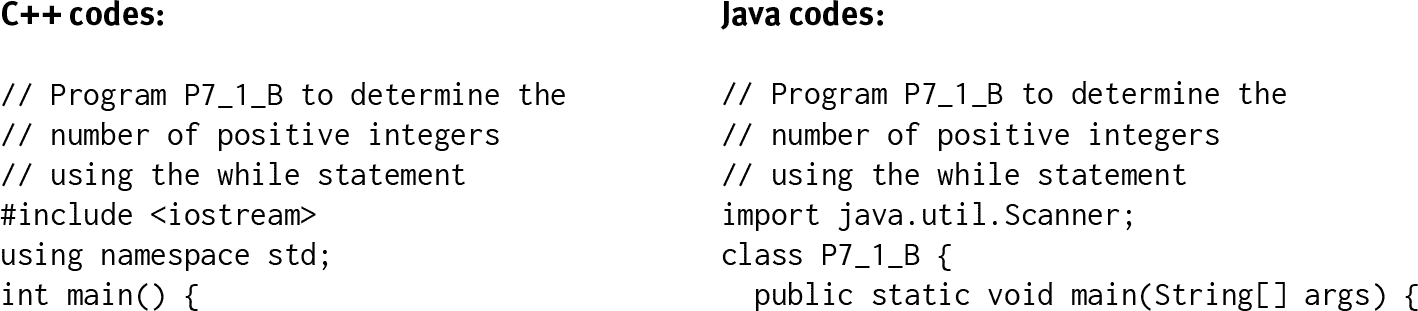 C++ codes:
// Program P7_1_B to determine the
// number of positive integers
// using the while statement
#include <iostream>
using namespace std;
int main() {
Java codes:
// Program P7_1_B to determine the
// number of positive integers
// using the while statement
import java.util.Scanner;
class P7_1_B {
  public static void main(String[] args) {